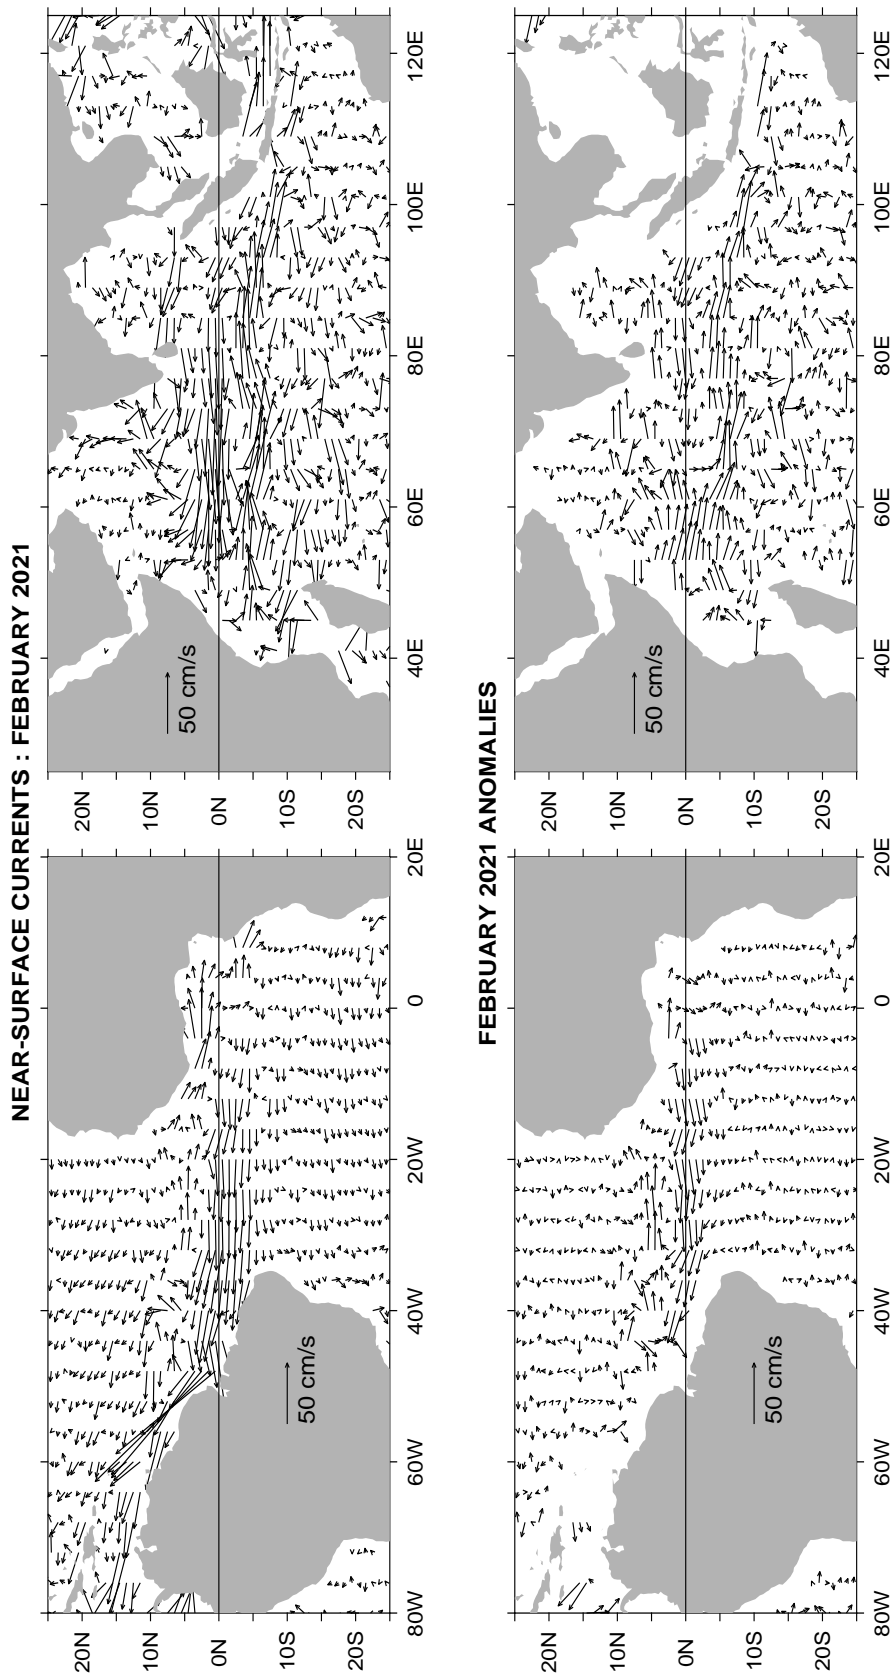 NEAR-SURFACE CURRENTS : FEBRUARY 2021
20N
10N
0N
10S
20S
80W
60W
40W
20W
0
20E
50 cm/s
20N
10N
0N
10S
20S
40E
60E
80E
100E
120E
50 cm/s
FEBRUARY 2021 ANOMALIES
20N
10N
0N
10S
20S
80W
60W
40W
20W
0
20E
50 cm/s
20N
10N
0N
10S
20S
40E
60E
80E
100E
120E
50 cm/s